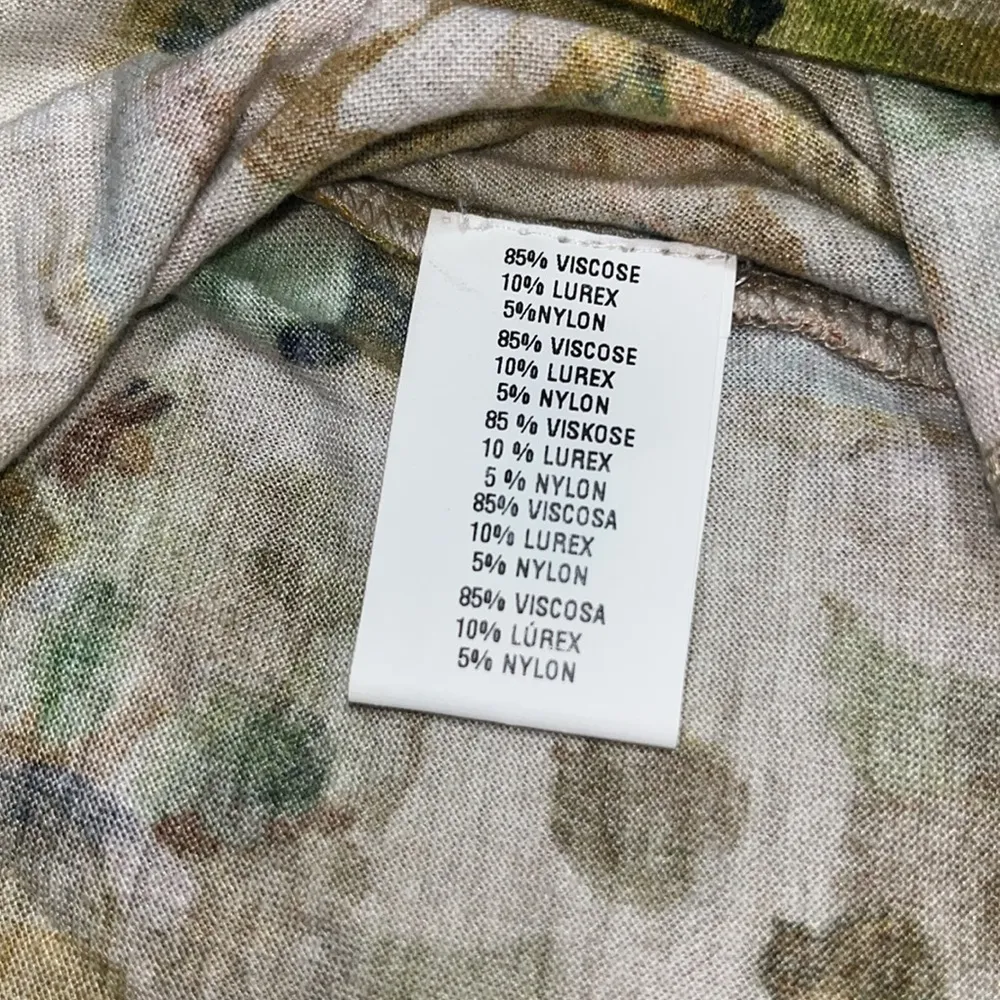 85% VISCOSE
10% LUREX
5%NYLON
85% VISCOSE
10% LUREX
5% NYLON
85 % VISKOSE
10 % LUREX
5 % NYLON
85% VISCOSA
10% LUREX
5% NYLON
85% VISCOSA
10% LÚREX
5% NYLON